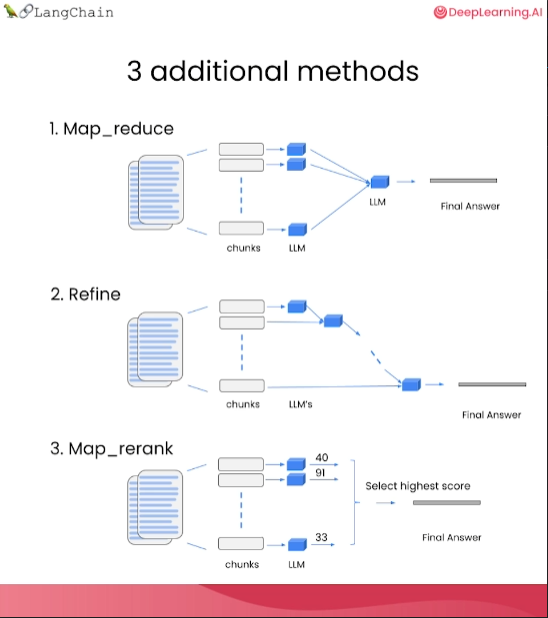 LangChain
DeepLearning.AI
3 additional methods
1. Map_reduce
LLM
Final Answer
chunks LLM
2. Refine
chunks LLM's
Final Answer
3. Map_rerank
40
91
Select highest score
33
Final Answer
chunks LLM